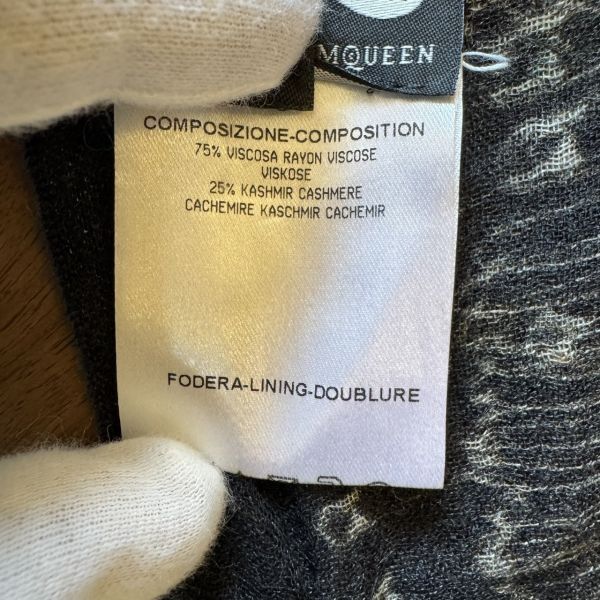 MQUEEN
COMPOSIZIONE-COMPOSITION
75% VISCOSA RAYON VISCOSE
VISKOSE
25% KASHMIR CASHMERE
CACHEMIRE KASCHMIR CACHEMIR
FODERA-LINING-DOUBLURE